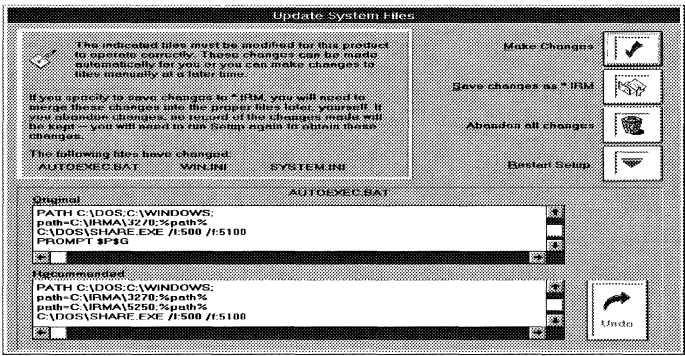 Update System Files
The indicated files must be modified for this product
to operate correctly. These changes can be made
automatically for you or you can make changes to
files manually at a later time.
If you specify to save changes to *.IRM, you will need to
merge these changes into the proper files later, yourself. If
you abandon changes, no record of the changes made will
be kept -- you will need to run Setup again to obtain the
changes.
The following files have changed:
AUTOEXEC.BAT WIN.INI SYSTEM.INI
Make Changes
Save changes as *.IRM
Abandon all changes
Restart Setup
AUTOEXEC.BAT
Original
PATH C:\DOS;C:\WINDOWS;
path=C:\IRMA\3270;%path%
C:\DOS\SHARE.EXE /l:500 /f:5100
PROMPT $P$G
Recommended
PATH C:\DOS;C:\WINDOWS;
path=C:\IRMA\3270;%path%
path=C:\IRMA\5250;%path%
C:\DOS\SHARE.EXE /l:500 /f:5100
Undo